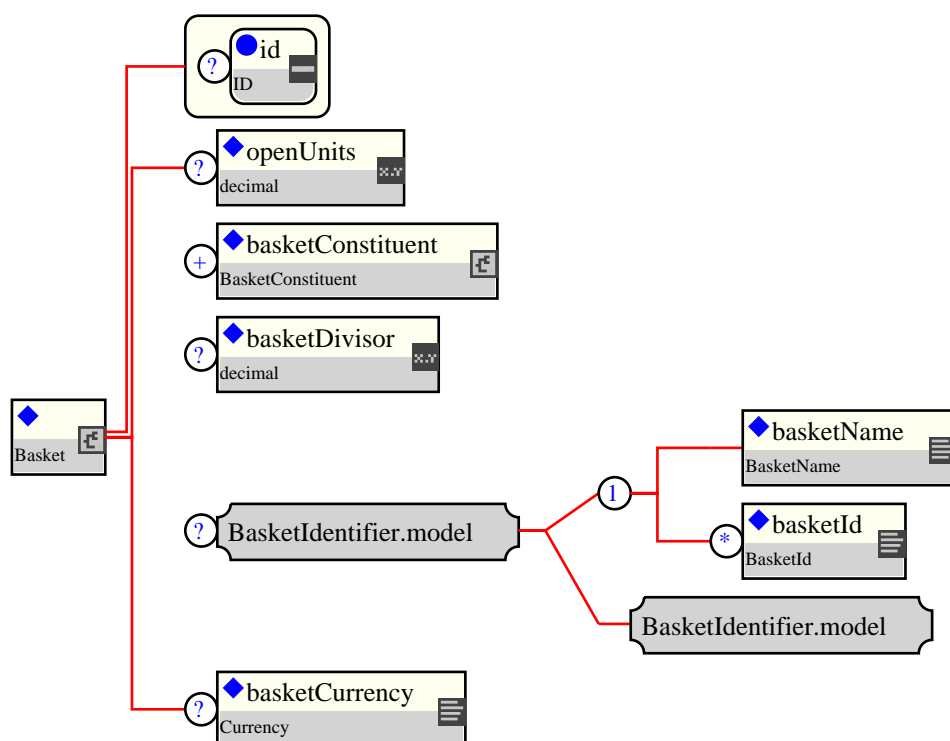 ?
id
ID
?
openUnits
x.y
decimal
+
basketConstituent
BasketConstituent
?
basketDivisor
x.y
decimal
Basket
basketName
BasketName
1
?
BasketIdentifier.model
*
basketId
BasketId
BasketIdentifier.model
?
basketCurrency
Currency